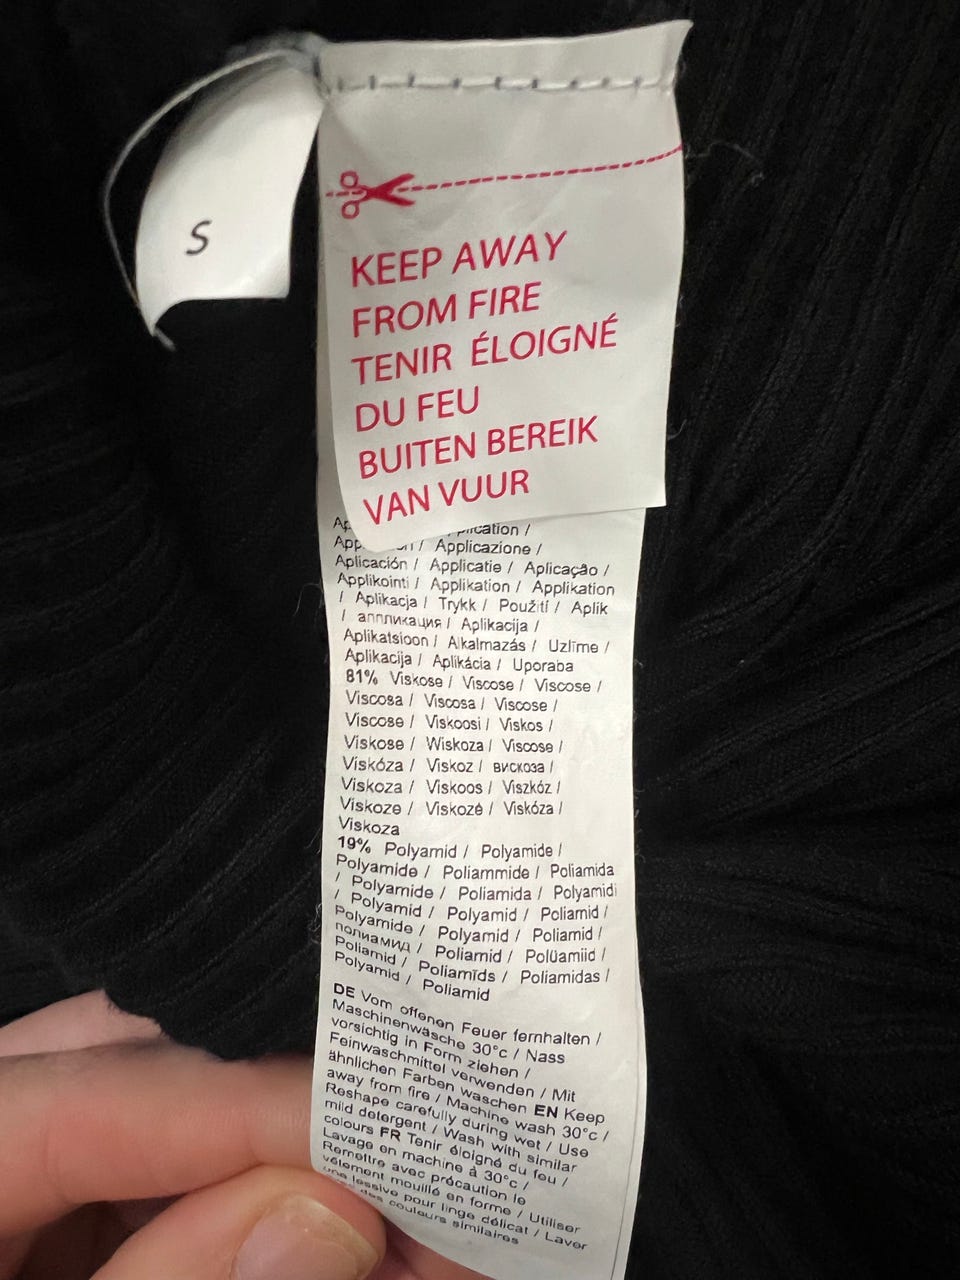 S
KEEP AWAY
FROM FIRE
TENIR ÉLOIGNÉ
DU FEU
BUITEN BEREIK
VAN VUUR
/
/ Applicazione /
Aplicación / Applicatie / Aplicação /
Applikointi / Applikation / Applikation
/ Aplikacja / Trykk / Použití / Aplik
/ аппликация / Aplikacija /
Aplikatsioon / Alkalmazás / Uzlīme /
Aplikacija / Aplikácia / Uporaba
81% Viskose / Viscose / Viscose /
Viscosa / Viscosa / Viscose /
Viscose / Viskoosi / Viskos /
Viskose / Wiskoza / Viscose /
Viskóza / Viskoz / вискоза /
Viskoza / Viskoos / Viszkóz /
Viskoze / Viskozė / Viskóza /
Viskoza
19% Polyamid / Polyamide /
Polyamide / Poliammide / Poliamida
/ Polyamide / Poliamida / Polyamidi
/ Polyamid / Polyamid / Poliamid /
Polyamide / Polyamid / Poliamid /
полиамид / Poliamid / Polüamiid /
Poliamid / Poliamīds / Poliamidas /
Polyamid / Poliamid
DE Vom offenen Feuer fernhalten /
Maschinenwäsche 30°c / Nass
vorsichtig in Form ziehen /
Feinwaschmittel verwenden / Mit
ähnlichen Farben waschen EN Keep
away from fire / Machine wash 30°c /
Reshape carefully during wet / Use
mild detergent / Wash with similar
colours FR Tenir éloigné du feu /
Lavage en machine à 30°c /
Remettre avec précaution le
vêtement mouillé en forme / Utiliser
une lessive pour linge délicat / Laver
des couleurs similaires